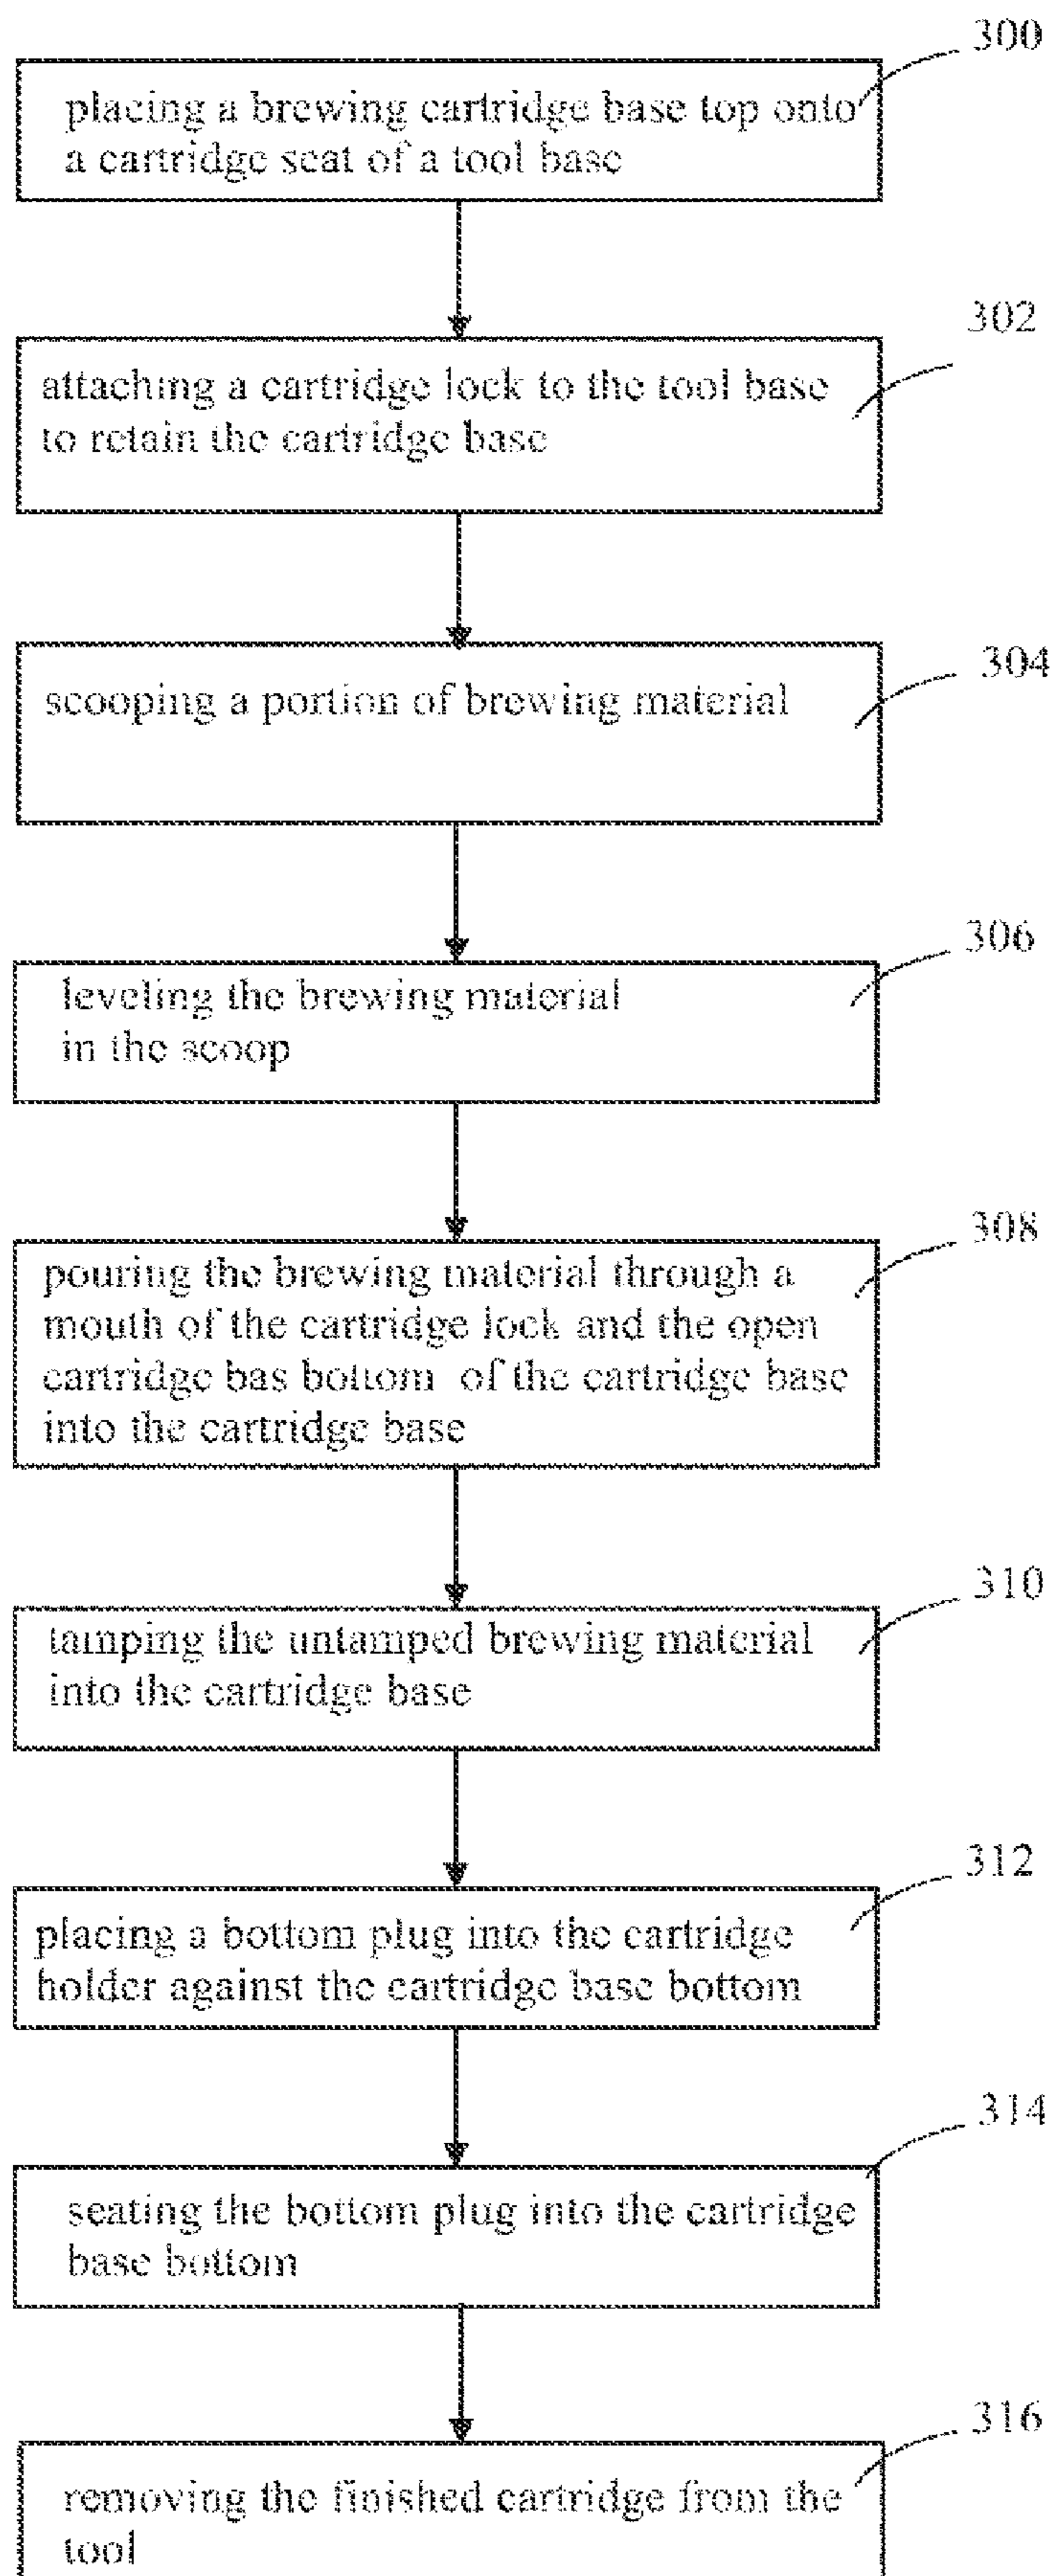 300
placing a brewing cartridge base top onto
a cartridge seat of a tool base
302
attaching a cartridge lock to the tool base
to retain the cartridge base
304
scooping a portion of brewing material
306
leveling the brewing material
in the scoop
308
pouring the brewing material through a
mouth of the cartridge lock and the open
cartridge bas bottom of the cartridge base
into the cartridge base
310
tamping the untamped brewing material
into the cartridge base
312
placing a bottom plug into the cartridge
holder against the cartridge base bottom
314
seating the bottom plug into the cartridge
base bottom
316
removing the finished cartridge from the
tool